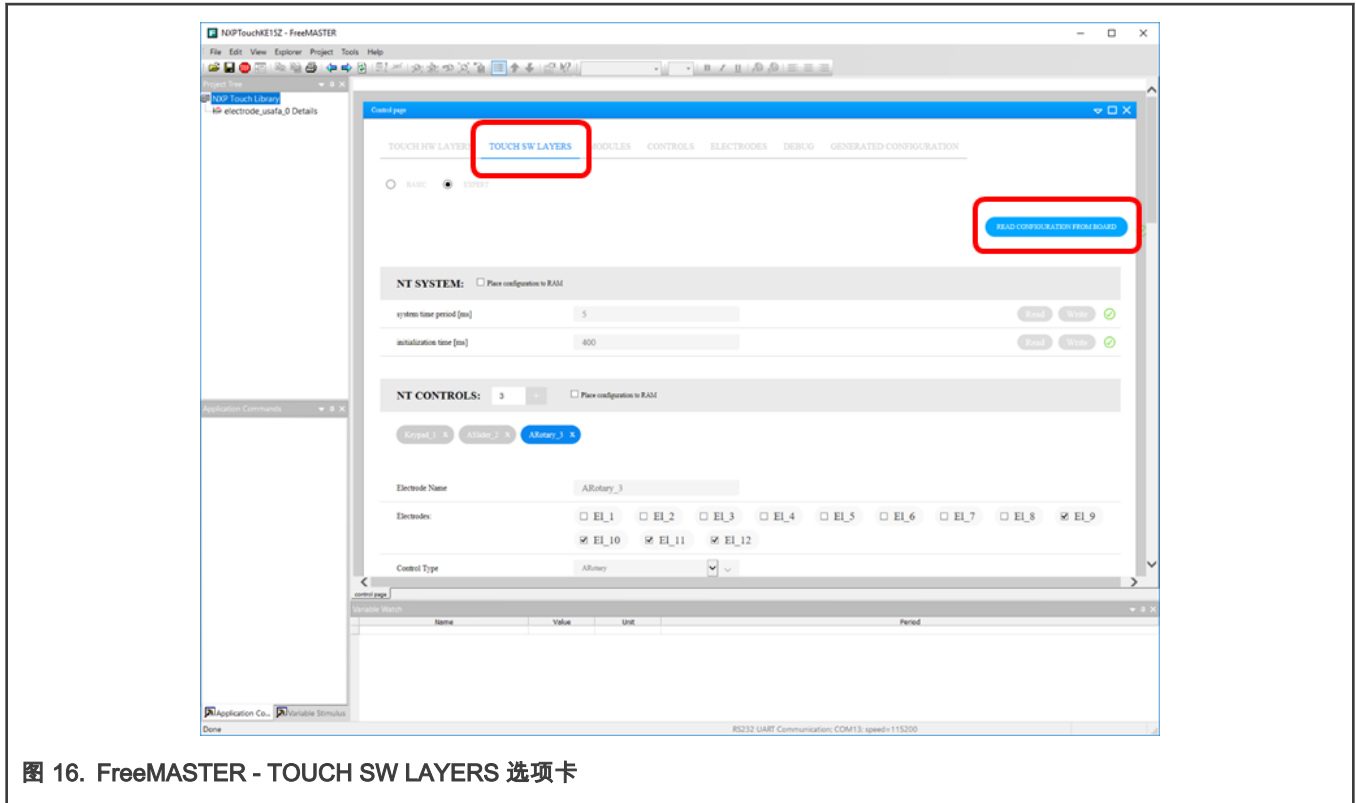 NXPTouchKE15Z - FreeMASTER
File Edit View Explorer Project Tools Help
Project Tree
NXP Touch Library
electrode_usafa_0 Details
Control page
TOUCH HW LAYERS TOUCH SW LAYERS MODULES CONTROLS ELECTRODES DEBUG GENERATED CONFIGURATION
BASIC EXPERT
READ CONFIGURATION FROM BOARD
NT SYSTEM: Place configuration to RAM
system time period [ms] 5 Read Write
initialization time [ms] 400 Read Write
NT CONTROLS: 3 + Place configuration to RAM
Keypad_1 X ASlider_2 X ARotary_3 X
Electrode Name ARotary_3
Electrodes: El_1 El_2 El_3 El_4 El_5 El_6 El_7 El_8 El_9
El_10 El_11 El_12
Control Type ARotary
control page
Application Commands
Variable Watch
Name Value Unit Period
Application Co... Variable Stimulus
Done RS232 UART Communication; COM13; speed=115200
图 16. FreeMASTER - TOUCH SW LAYERS 选项卡